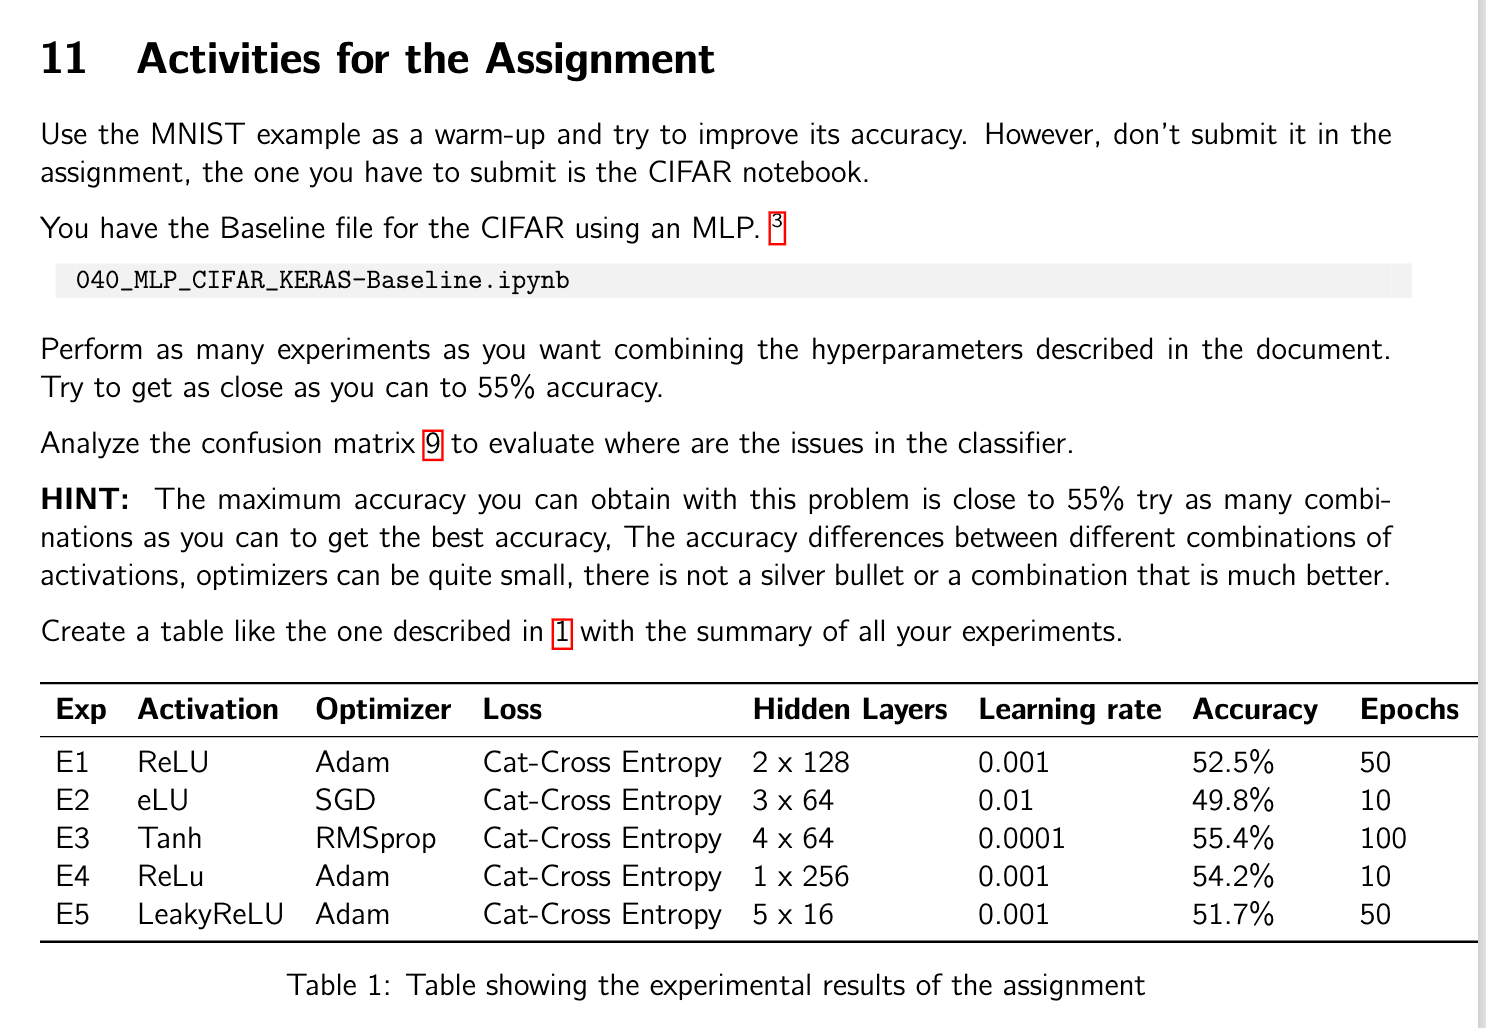 11 Activities for the Assignment
Use the MNIST example as a warm-up and try to improve its accuracy. However, don't submit it in the
assignment, the one you have to submit is the CIFAR notebook.
You have the Baseline file for the CIFAR using an MLP. 3
040_MLP_CIFAR_KERAS-Baseline.ipynb
Perform as many experiments as you want combining the hyperparameters described in the document.
Try to get as close as you can to 55% accuracy.
Analyze the confusion matrix 9 to evaluate where are the issues in the classifier.
HINT: The maximum accuracy you can obtain with this problem is close to 55% try as many combi-
nations as you can to get the best accuracy, The accuracy differences between different combinations of
activations, optimizers can be quite small, there is not a silver bullet or a combination that is much better.
Create a table like the one described in 1 with the summary of all your experiments.
Exp Activation Optimizer Loss Hidden Layers Learning rate Accuracy Epochs
E1 ReLU Adam Cat-Cross Entropy 2 x 128 0.001 52.5% 50
E2 eLU SGD Cat-Cross Entropy 3 x 64 0.01 49.8% 10
E3 Tanh RMSprop Cat-Cross Entropy 4 x 64 0.0001 55.4% 100
E4 ReLu Adam Cat-Cross Entropy 1 x 256 0.001 54.2% 10
E5 LeakyReLU Adam Cat-Cross Entropy 5 x 16 0.001 51.7% 50
Table 1: Table showing the experimental results of the assignment